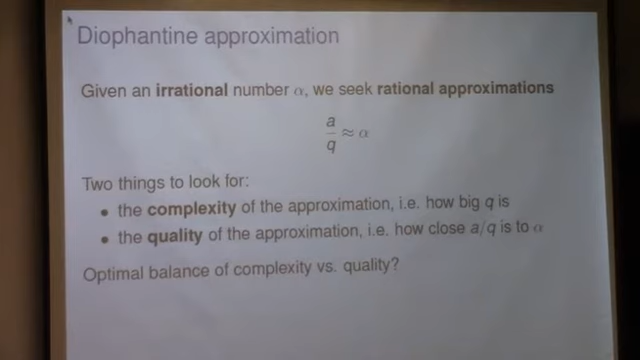 Diophantine approximation
Given an irrational number α, we seek rational approximations
a/q ≈ α
Two things to look for:
• the complexity of the approximation, i.e. how big q is
• the quality of the approximation, i.e. how close a/q is to α
Optimal balance of complexity vs. quality?